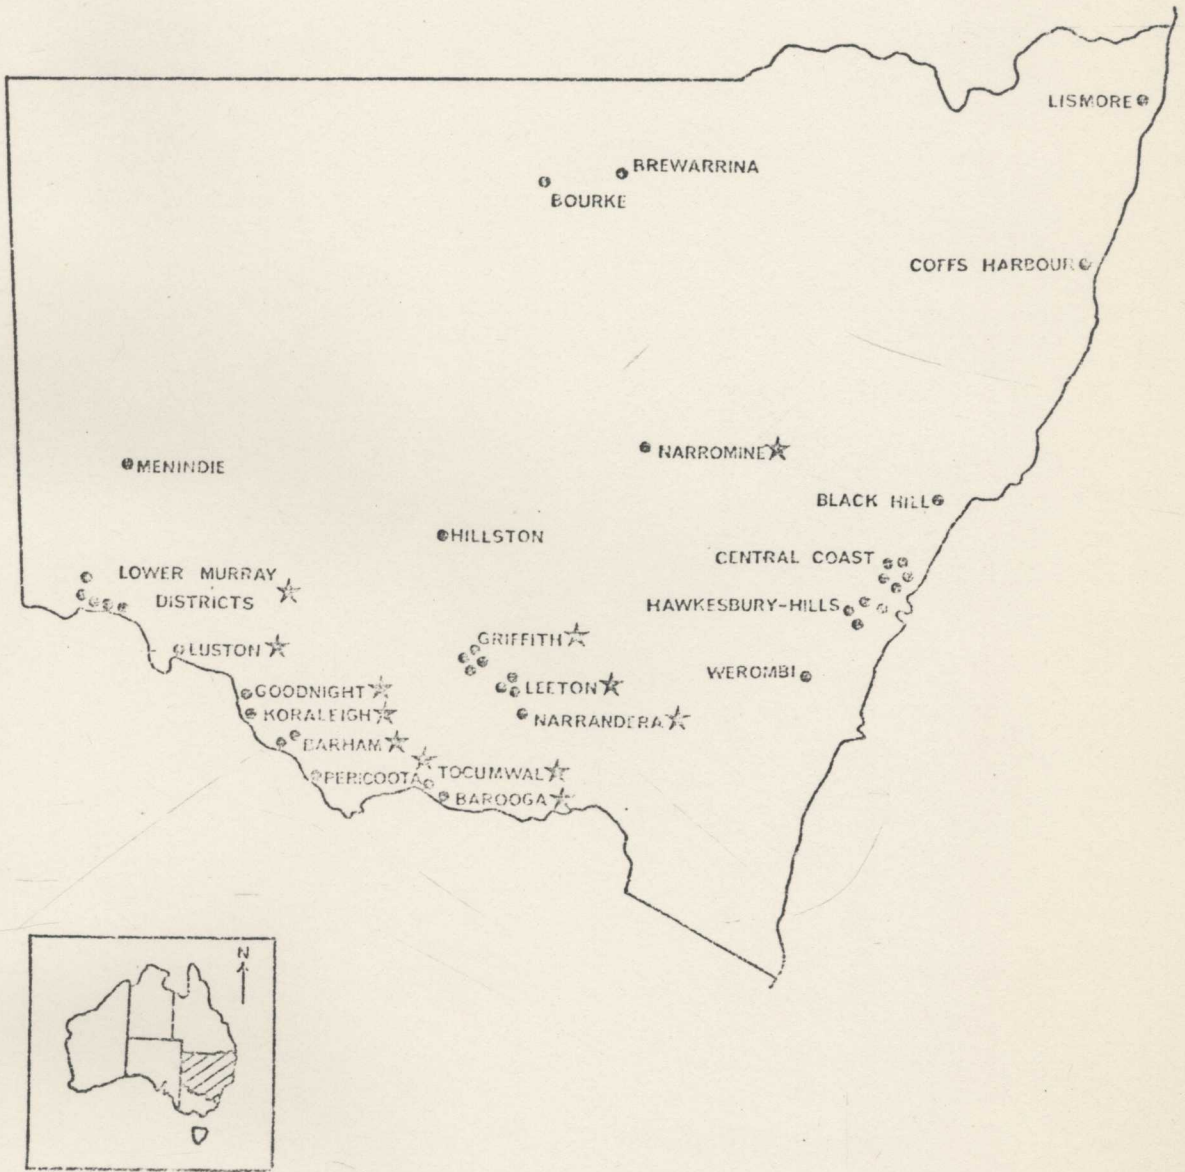 LISMORE
BREWARRINA
BOURKE
COFFS HARBOUR
NARROMINE
MENINDIE
BLACK HILL
HILLSTON
CENTRAL COAST
LOWER MURRAY
DISTRICTS
HAWKESBURY-HILLS
GRIFFITH
LUSTON
WEROMBI
LEETON
GOODNIGHT
KORALEIGH
NARRANDERA
BARHAM
PERICOOTA
TOCUMWAL
BAROOGA
N